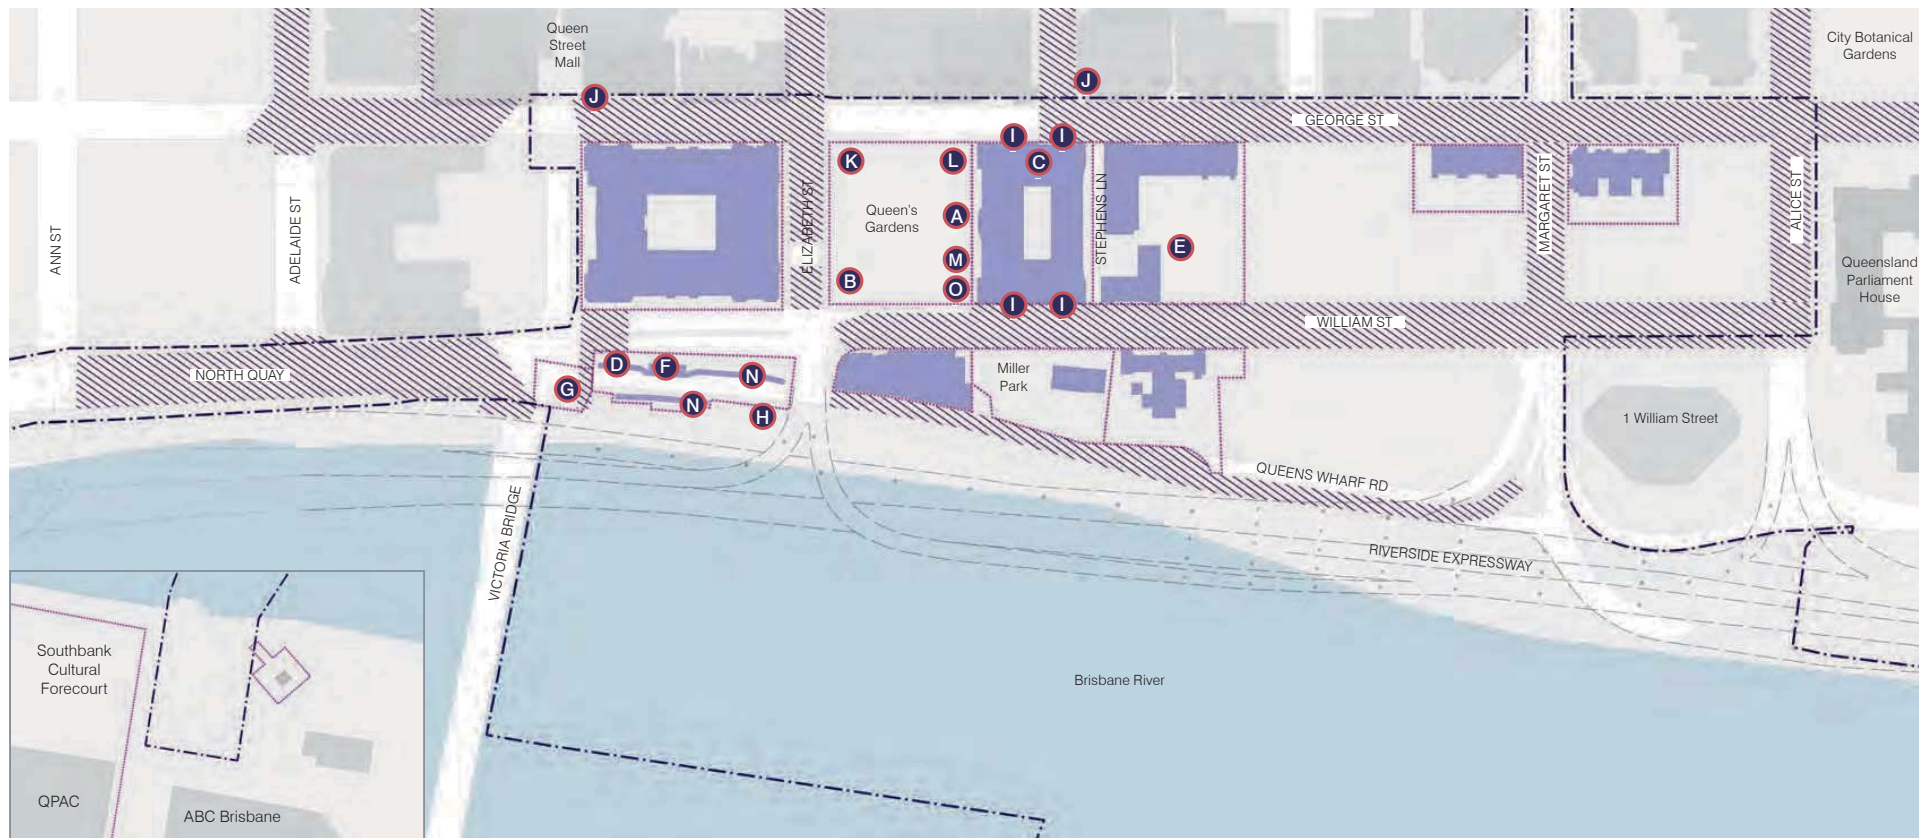 Queen
Street
Mall
City Botanical
Gardens
J
J
GEORGE ST
I
I
K
L
C
ANN ST
ADELAIDE ST
ELIZABETH ST
Queen's
Gardens
A
M
B
O
STEPHENS LN
E
MARGARET ST
ALICE ST
Queensland
Parliament
House
I
I
WILLIAM ST
NORTH QUAY
D
F
N
G
N
H
Miller
Park
1 William Street
QUEENS WHARF RD
RIVERSIDE EXPRESSWAY
VICTORIA BRIDGE
Brisbane River
Southbank
Cultural
Forecourt
QPAC
ABC Brisbane